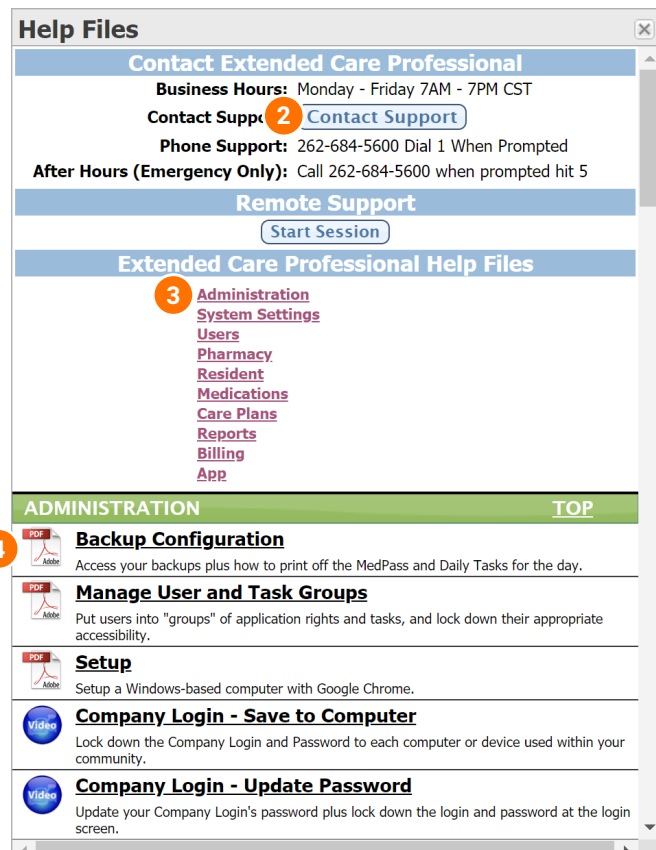 Help Files
Contact Extended Care Professional
Business Hours: Monday - Friday 7AM - 7PM CST
Contact Suppo 2 Contact Support
Phone Support: 262-684-5600 Dial 1 When Prompted
After Hours (Emergency Only): Call 262-684-5600 when prompted hit 5
Remote Support
Start Session
Extended Care Professional Help Files
3 Administration
System Settings
Users
Pharmacy
Resident
Medications
Care Plans
Reports
Billing
App
ADMINISTRATION TOP
4 PDF Adobe Backup Configuration
Access your backups plus how to print off the MedPass and Daily Tasks for the day.
PDF Adobe Manage User and Task Groups
Put users into "groups" of application rights and tasks, and lock down their appropriate
accessibility.
PDF Adobe Setup
Setup a Windows-based computer with Google Chrome.
Video Company Login - Save to Computer
Lock down the Company Login and Password to each computer or device used within your
community.
Video Company Login - Update Password
Update your Company Login's password plus lock down the login and password at the login
screen.